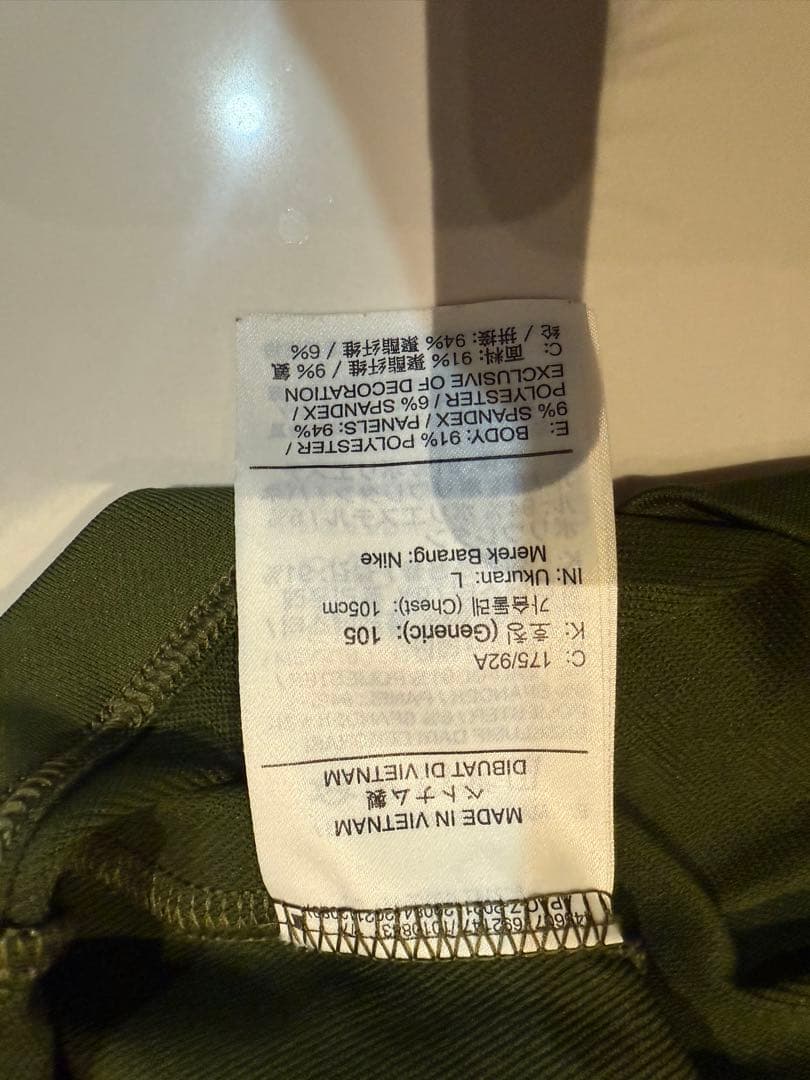 MADE IN VIETNAM
ベトナム製
DIBUAT DI VIETNAM
C: 175/92A
K: 호칭 (Generic): 105
가슴둘레 (Chest): 105cm
IN: Ukuran: L
Merek Barang: Nike
E: BODY: 91% POLYESTER /
9% SPANDEX / PANELS: 94%
POLYESTER / 6% SPANDEX /
EXCLUSIVE OF DECORATION
C: 面料: 91% 聚酯纤维 / 9% 氨
纶 / 拼接: 94% 聚酯纤维 / 6%